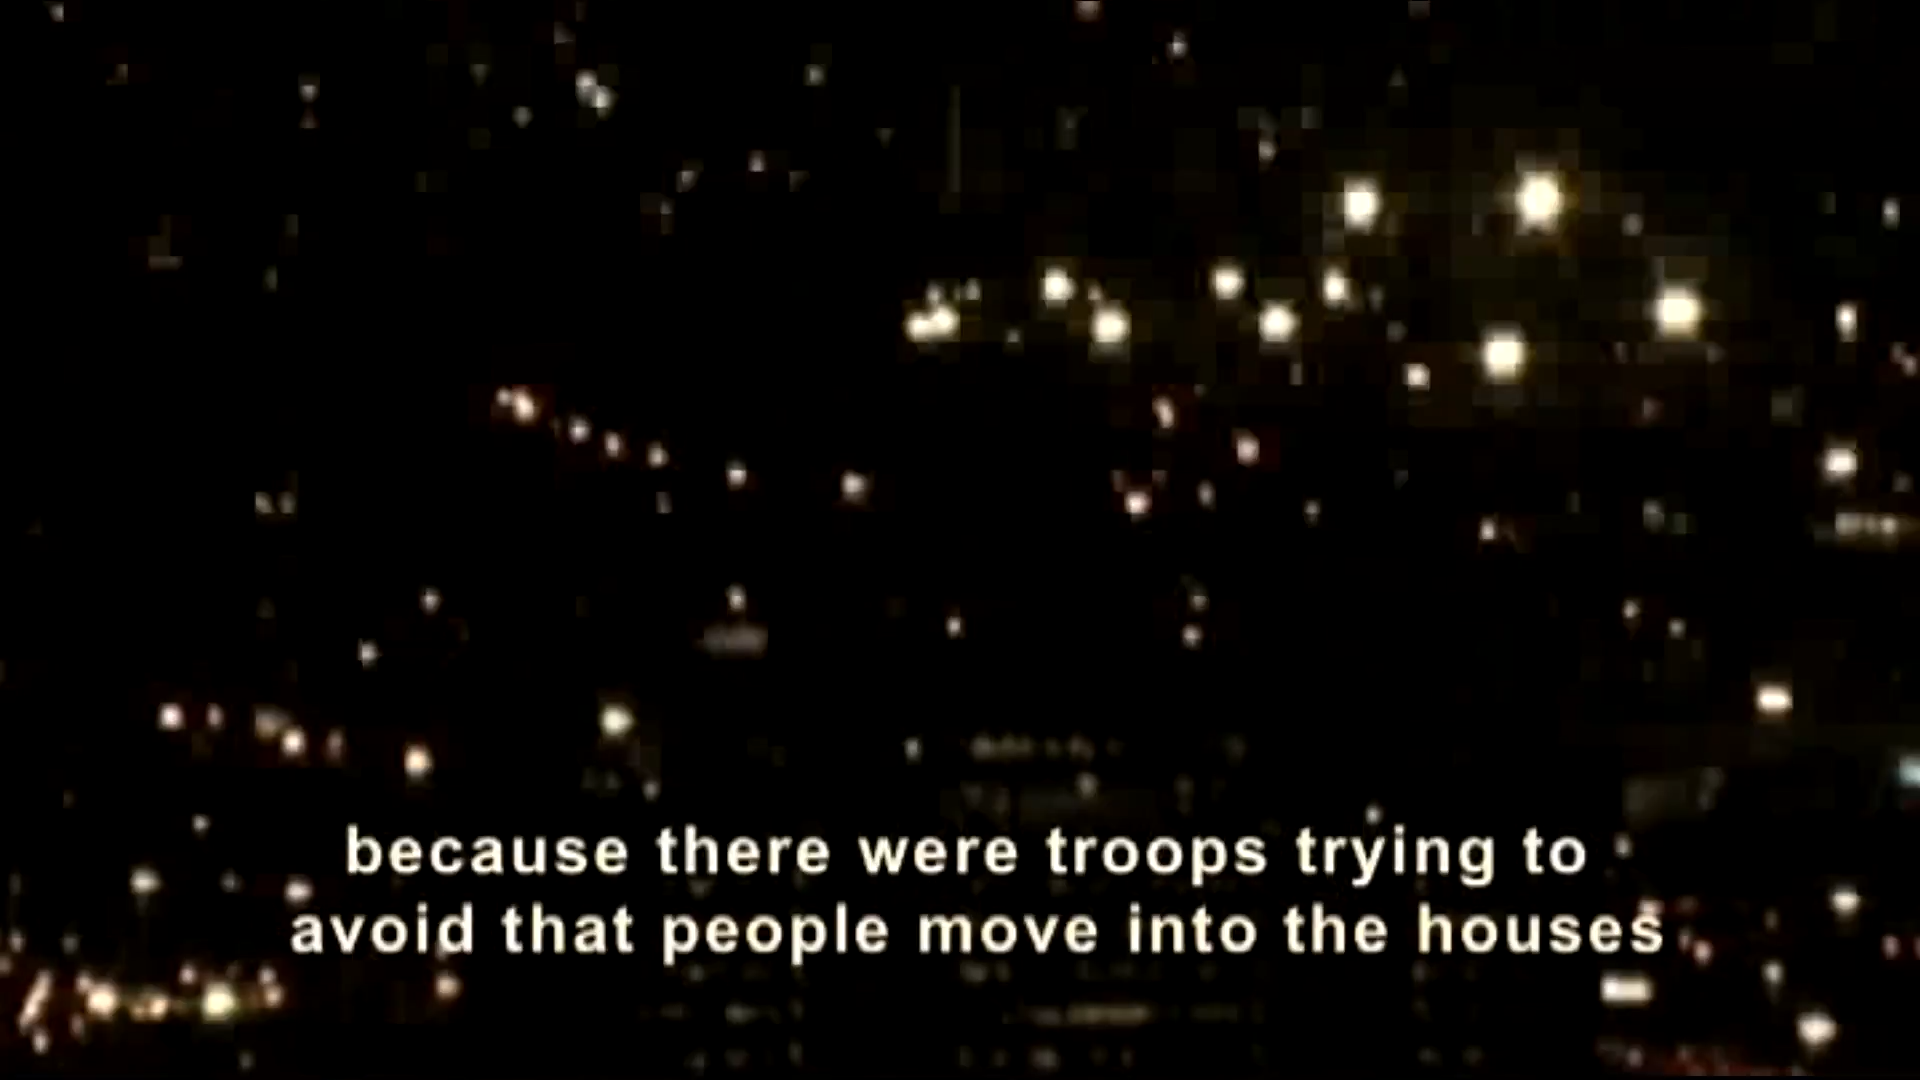 because there were troops trying to
avoid that people move into the houses